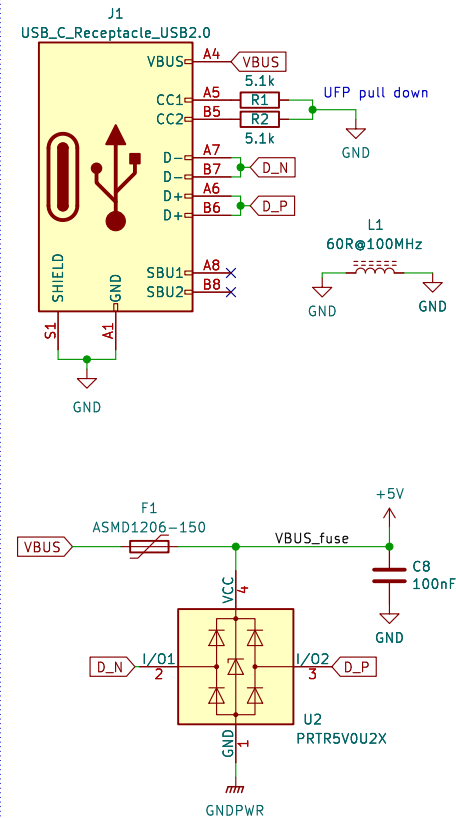 J1
USB_C_Receptacle_USB2.0
VBUS A4 VBUS
5.1k
CC1 A5 R1 UFP pull down
CC2 B5 R2
5.1k
GND
D- A7
D- B7 D_N
D+ A6
D+ B6 D_P
L1
60R@100MHz
SBU1 A8
SBU2 B8
SHIELD
GND
GND
GND
S1
A1
GND
F1
ASMD1206-150
+5V
VBUS
VBUS_fuse
C8
100nF
VCC
4
GND
D_N I/O1
2
I/O2 D_P
3
U2
PRTR5V0U2X
GND
1
GNDPWR